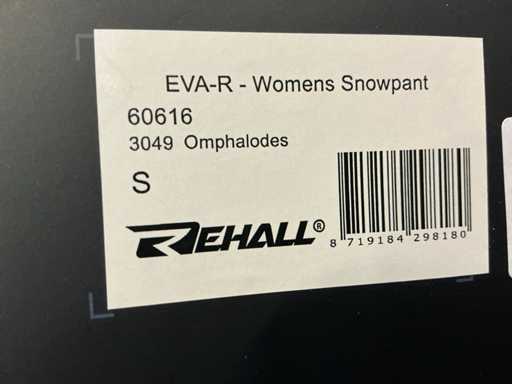 EVA-R - Womens Snowpant
60616
3049 Omphalodes
S
REHALL®
8 719184 298180